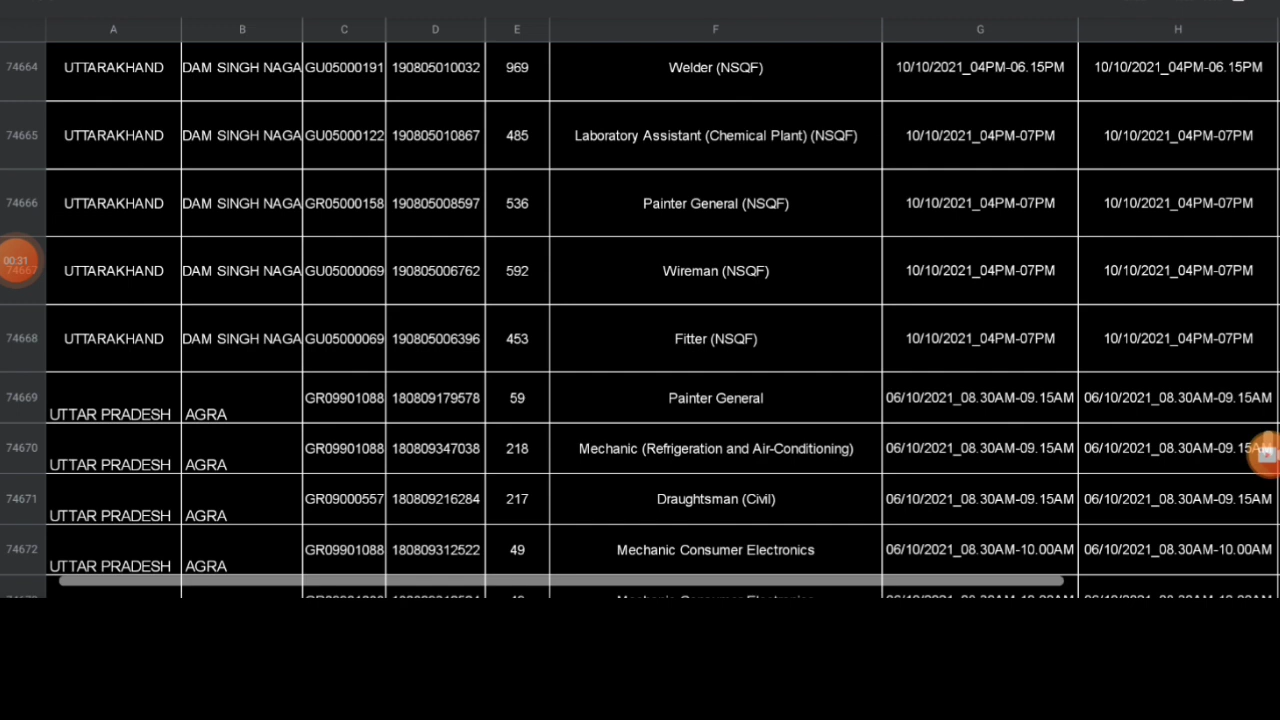 A B C D E F G H
74664 UTTARAKHAND DAM SINGH NAGA GU05000191 190805010032 969 Welder (NSQF) 10/10/2021_04PM-06.15PM 10/10/2021_04PM-06.15PM
74665 UTTARAKHAND DAM SINGH NAGA GU05000122 190805010867 485 Laboratory Assistant (Chemical Plant) (NSQF) 10/10/2021_04PM-07PM 10/10/2021_04PM-07PM
74666 UTTARAKHAND DAM SINGH NAGA GR05000158 190805008597 536 Painter General (NSQF) 10/10/2021_04PM-07PM 10/10/2021_04PM-07PM
00:31
74667 UTTARAKHAND DAM SINGH NAGA GU05000069 190805006762 592 Wireman (NSQF) 10/10/2021_04PM-07PM 10/10/2021_04PM-07PM
74668 UTTARAKHAND DAM SINGH NAGA GU05000069 190805006396 453 Fitter (NSQF) 10/10/2021_04PM-07PM 10/10/2021_04PM-07PM
74669 UTTAR PRADESH AGRA GR09901088 180809179578 59 Painter General 06/10/2021_08.30AM-09.15AM 06/10/2021_08.30AM-09.15AM
74670 UTTAR PRADESH AGRA GR09901088 180809347038 218 Mechanic (Refrigeration and Air-Conditioning) 06/10/2021_08.30AM-09.15AM 06/10/2021_08.30AM-09.15AM
74671 UTTAR PRADESH AGRA GR09000557 180809216284 217 Draughtsman (Civil) 06/10/2021_08.30AM-09.15AM 06/10/2021_08.30AM-09.15AM
74672 UTTAR PRADESH AGRA GR09901088 180809312522 49 Mechanic Consumer Electronics 06/10/2021_08.30AM-10.00AM 06/10/2021_08.30AM-10.00AM